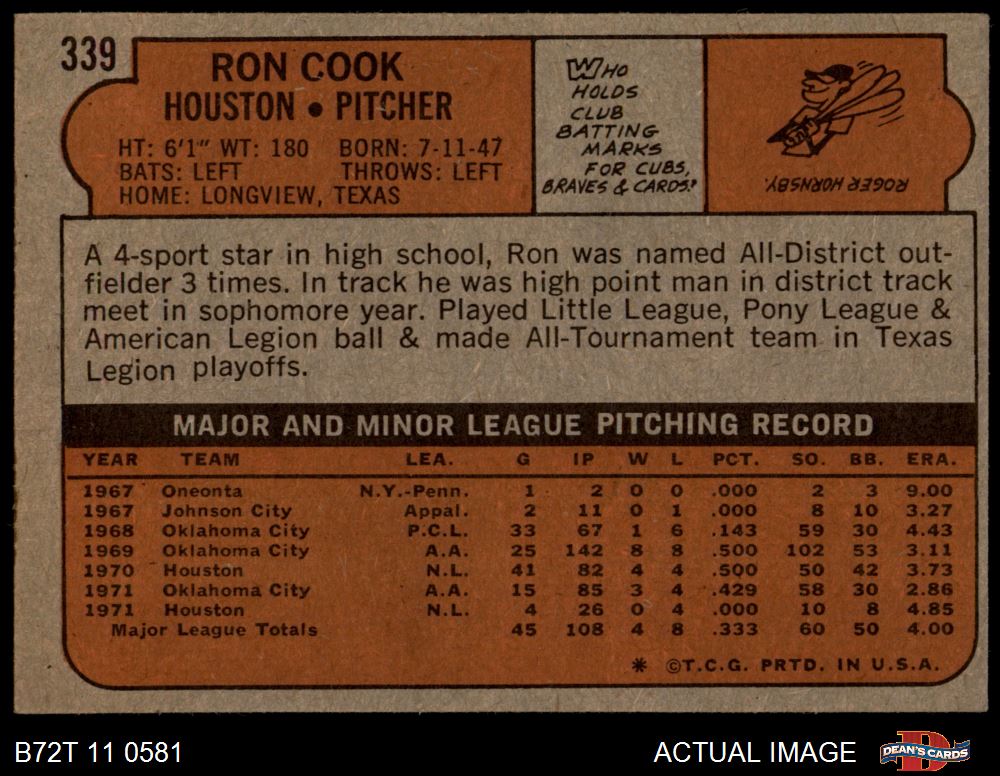 339
RON COOK
HOUSTON • PITCHER
HT: 6'1" WT: 180 BORN: 7-11-47
BATS: LEFT THROWS: LEFT
HOME: LONGVIEW, TEXAS
WHO
HOLDS
CLUB
BATTING
MARKS
FOR CUBS,
BRAVES & CARDS?
ROGER HORNSBY
A 4-sport star in high school, Ron was named All-District out-
fielder 3 times. In track he was high point man in district track
meet in sophomore year. Played Little League, Pony League &
American Legion ball & made All-Tournament team in Texas
Legion playoffs.
MAJOR AND MINOR LEAGUE PITCHING RECORD
YEAR TEAM LEA. G IP W L PCT. SO. BB. ERA.
1967 Oneonta N.Y.-Penn. 1 2 0 0 .000 2 3 9.00
1967 Johnson City Appal. 2 11 0 1 .000 8 10 3.27
1968 Oklahoma City P.C.L. 33 67 1 6 .143 59 30 4.43
1969 Oklahoma City A.A. 25 142 8 8 .500 102 53 3.11
1970 Houston N.L. 41 82 4 4 .500 50 42 3.73
1971 Oklahoma City A.A. 15 85 3 4 .429 58 30 2.86
1971 Houston N.L. 4 26 0 4 .000 10 8 4.85
Major League Totals 45 108 4 8 .333 60 50 4.00
* ©T.C.G. PRTD. IN U.S.A.
B72T 11 0581 ACTUAL IMAGE
D
DEAN'S CARDS